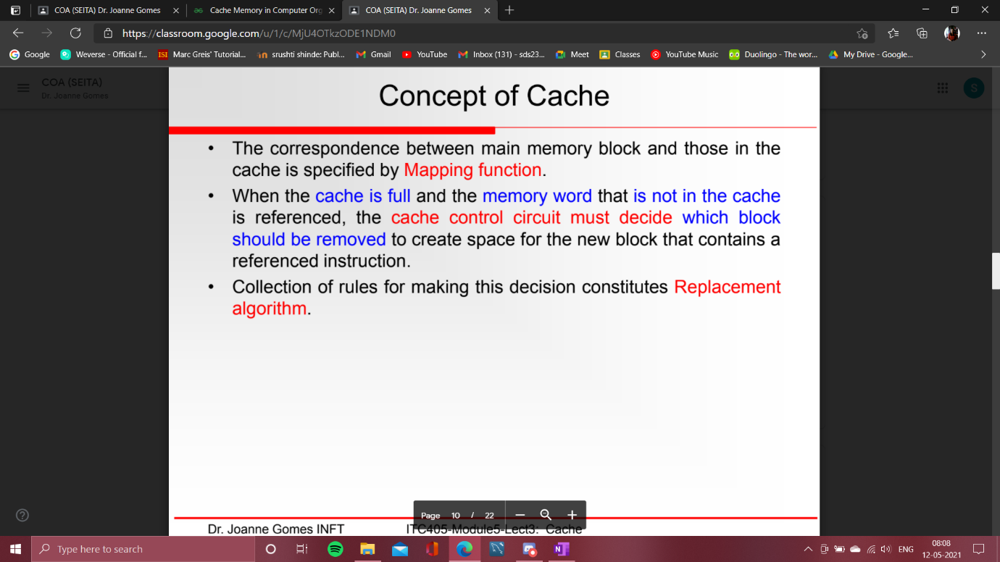 COA (SEITA) Dr. Joanne Gomes
Cache Memory in Computer Org
COA (SEITA) Dr. Joanne Gomes
https://classroom.google.com/u/1/c/MjU4OTkzODE1NDM0
Google
Weverse - Official f...
ISI Marc Greis' Tutorial...
srushti shinde: Publ...
Gmail
YouTube
Inbox (131) - sds23...
Meet
Classes
YouTube Music
Duolingo - The wor...
My Drive - Google...
COA (SEITA)
Dr. Joanne Gomes
S
Concept of Cache
• The correspondence between main memory block and those in the
cache is specified by Mapping function.
• When the cache is full and the memory word that is not in the cache
is referenced, the cache control circuit must decide which block
should be removed to create space for the new block that contains a
referenced instruction.
• Collection of rules for making this decision constitutes Replacement
algorithm.
Page 10 / 22
Dr. Joanne Gomes INFT ITC405-Module5-Lect3: Cache
Type here to search
ENG
08:08
12-05-2021